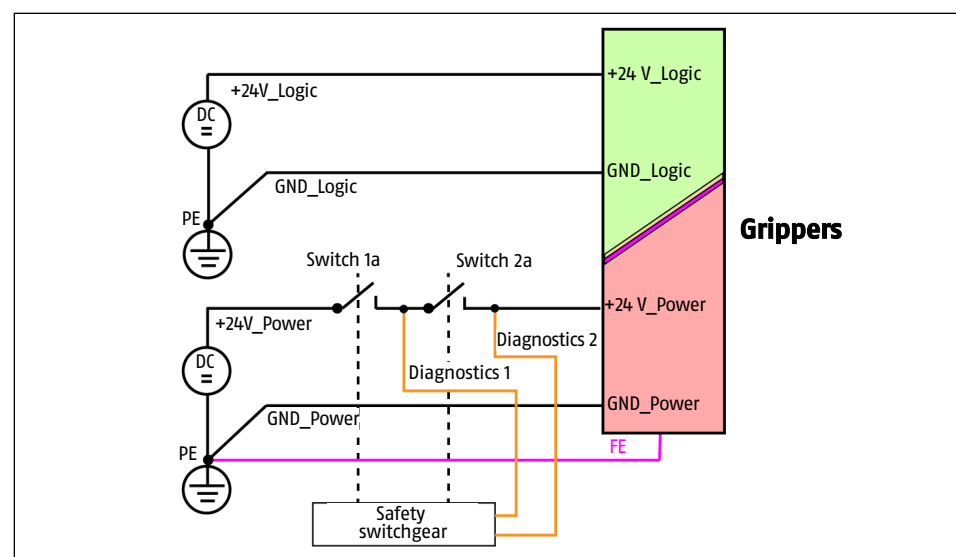 +24V_Logic
+24 V_Logic
DC
=
GND_Logic
GND_Logic
PE
Grippers
Switch 1a
Switch 2a
+24V_Power
+24 V_Power
Diagnostics 2
DC
=
Diagnostics 1
GND_Power
GND_Power
PE
FE
Safety
switchgear